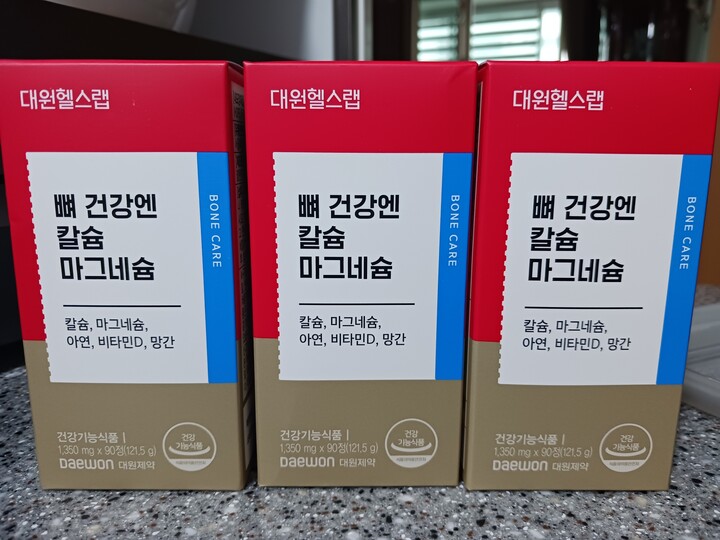 대원헬스랩
뼈 건강엔
칼슘
마그네슘
칼슘, 마그네슘,
아연, 비타민D, 망간
BONE CARE
건강기능식품
1,350 mg x 90정(121.5 g)
Daewon 대원제약
건강
기능식품
대원헬스랩
뼈 건강엔
칼슘
마그네슘
칼슘, 마그네슘,
아연, 비타민D, 망간
BONE CARE
건강기능식품
1,350 mg x 90정(121.5 g)
Daewon 대원제약
건강
기능식품
대원헬스랩
뼈 건강엔
칼슘
마그네슘
칼슘, 마그네슘,
아연, 비타민D, 망간
BONE CARE
건강기능식품
1,350 mg x 90정(121.5 g)
Daewon 대원제약
건강
기능식품